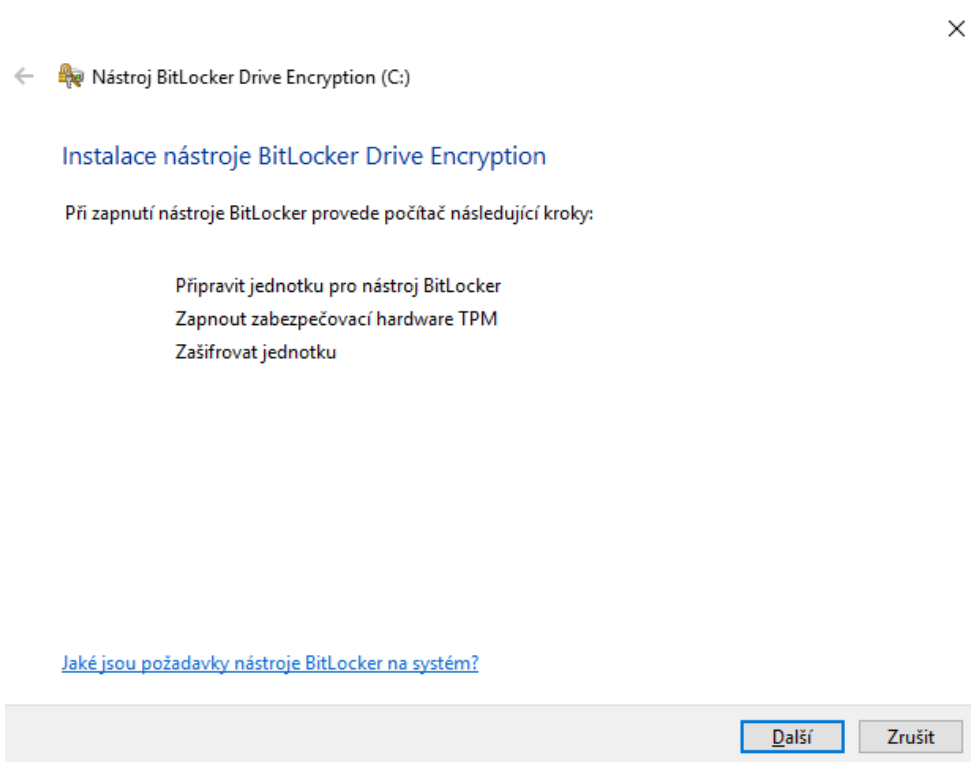 Nástroj BitLocker Drive Encryption (C:)
Instalace nástroje BitLocker Drive Encryption
Při zapnutí nástroje BitLocker provede počítač následující kroky:
Připravit jednotku pro nástroj BitLocker
Zapnout zabezpečovací hardware TPM
Zašifrovat jednotku
Jaké jsou požadavky nástroje BitLocker na systém?
Další Zrušit